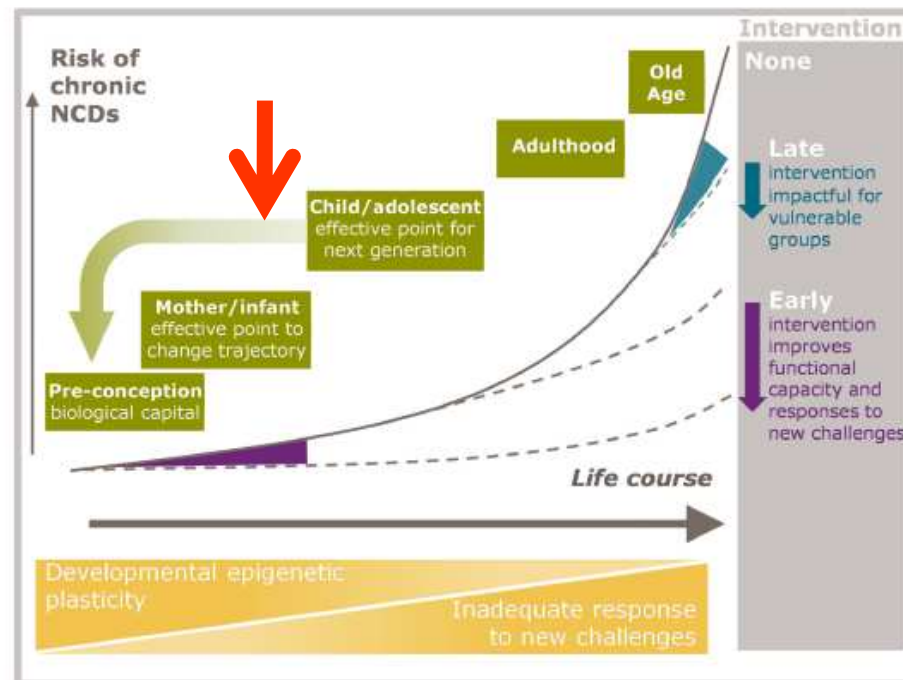 Intervention
Risk of
chronic
NCDs
None
Old
Age
Adulthood
Late
intervention
impactful for
vulnerable
groups
Child/adolescent
effective point for
next generation
Mother/infant
effective point to
change trajectory
Early
intervention
improves
functional
capacity and
responses to
new challenges
Pre-conception
biological capital
Life course
Developmental epigenetic
plasticity
Inadequate response
to new challenges